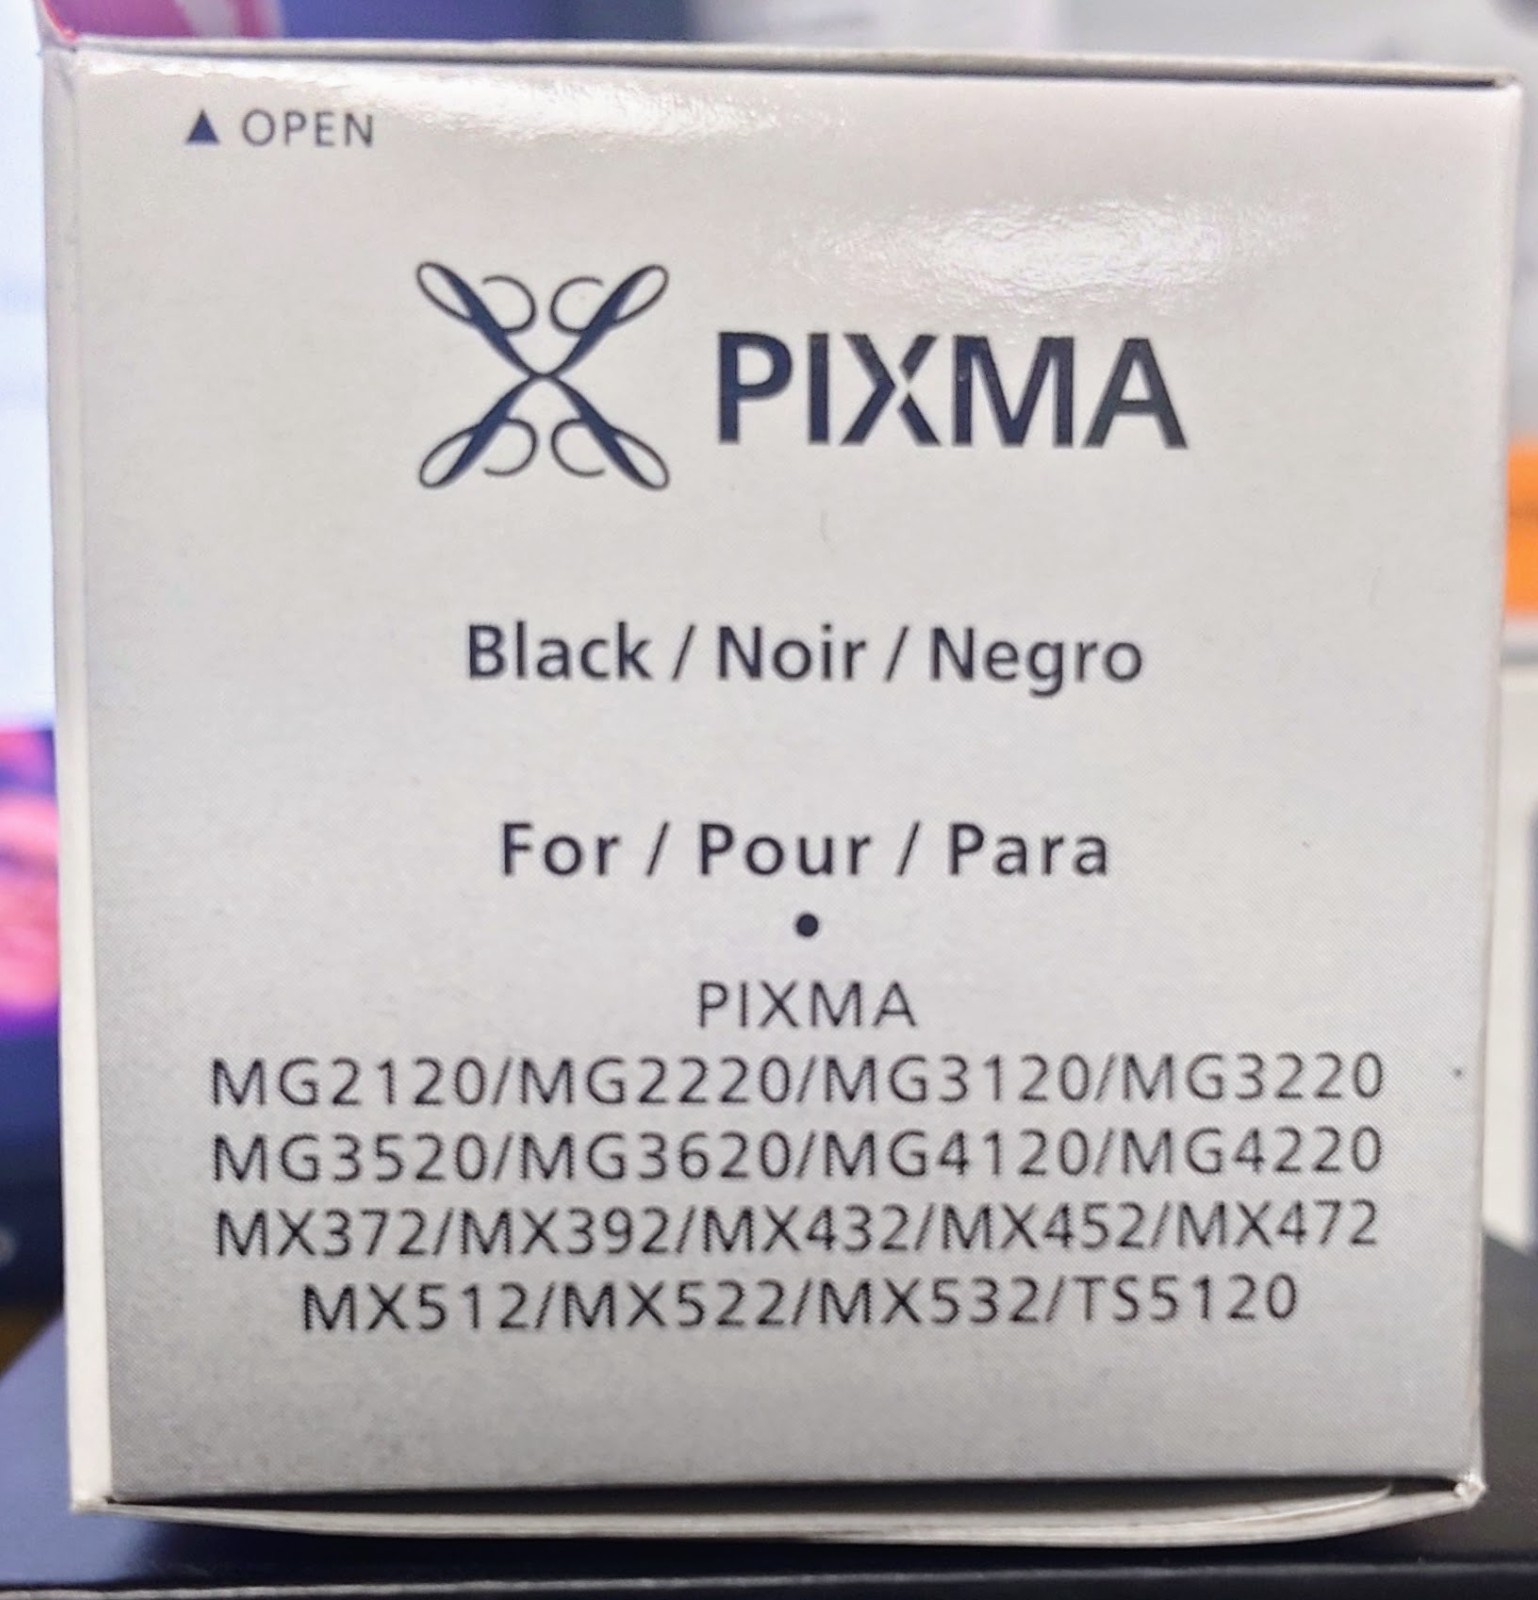 ▲ OPEN
PIXMA
Black / Noir / Negro
For / Pour / Para
•
PIXMA
MG2120/MG2220/MG3120/MG3220
MG3520/MG3620/MG4120/MG4220
MX372/MX392/MX432/MX452/MX472
MX512/MX522/MX532/TS5120